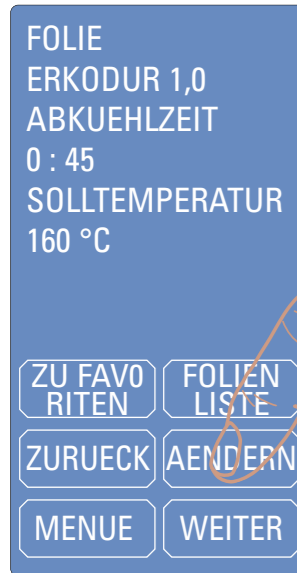 FOLIE
ERKODUR 1,0
ABKUEHLZEIT
0 : 45
SOLLTEMPERATUR
160 °C
ZU FAV0
RITEN
FOLIEN
LISTE
ZURUECK
AENDERN
MENUE
WEITER